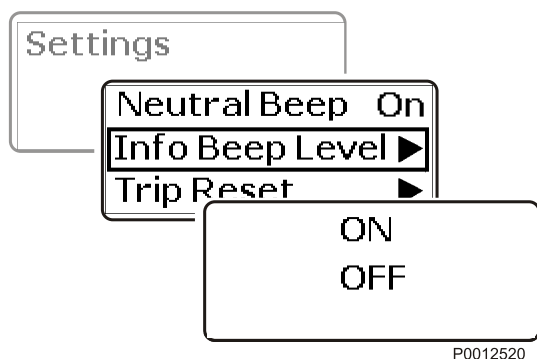 Settings
Neutral Beep On
Info Beep Level ▶
Trip Reset ▶
ON
OFF
P0012520